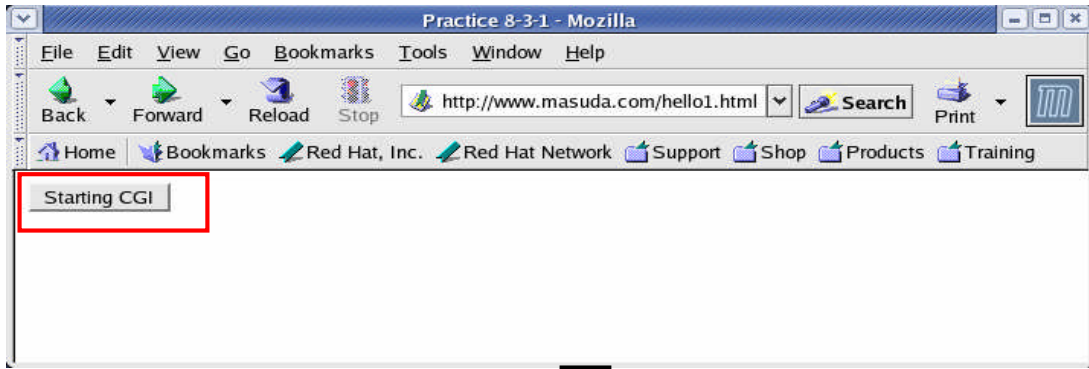 Practice 8-3-1 - Mozilla
File Edit View Go Bookmarks Tools Window Help
Back Forward Reload Stop http://www.masuda.com/hello1.html Search Print
Home Bookmarks Red Hat, Inc. Red Hat Network Support Shop Products Training
Starting CGI